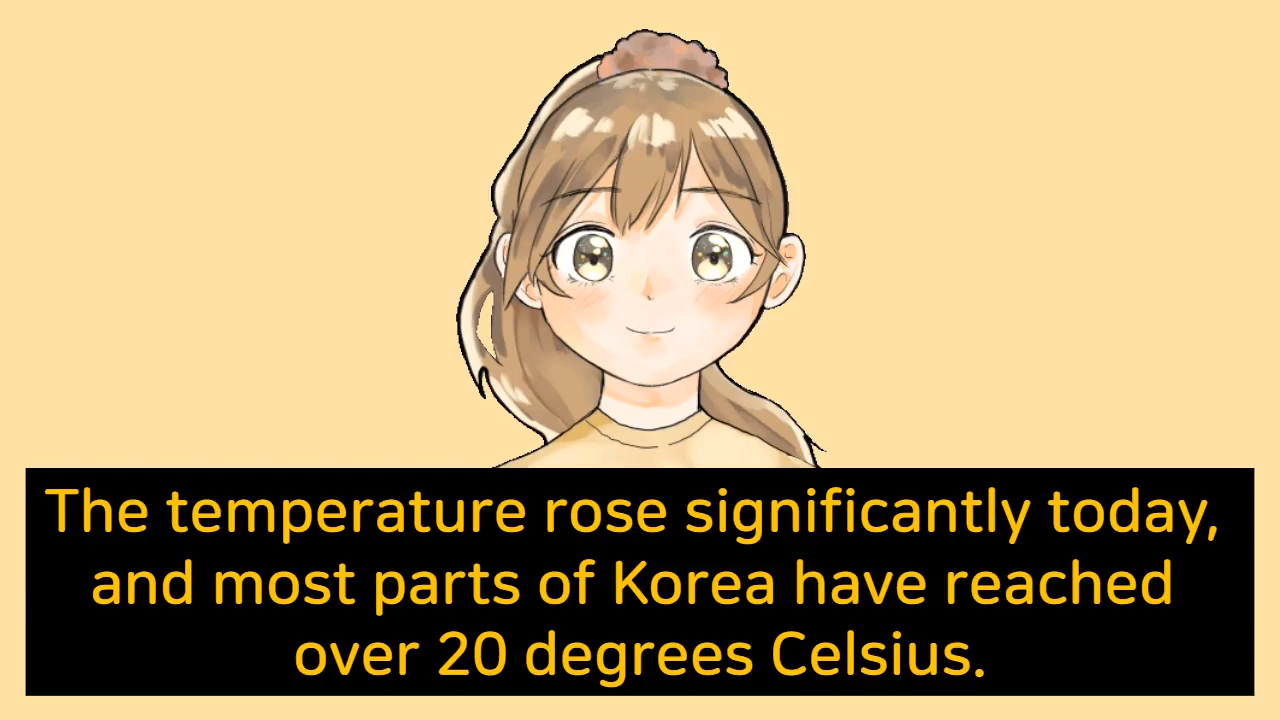 The temperature rose significantly today,
and most parts of Korea have reached
over 20 degrees Celsius.